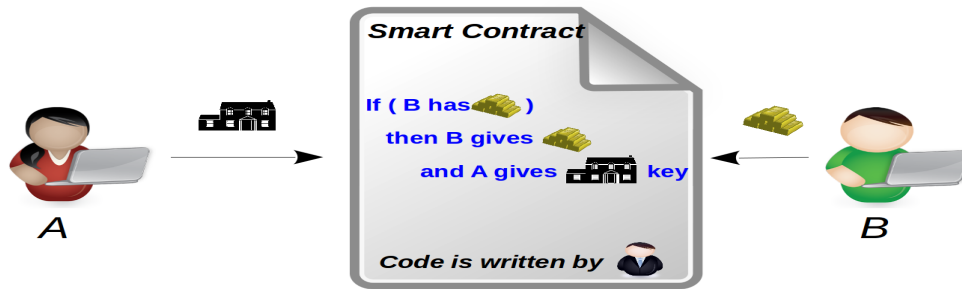 Smart Contract
If ( B has )
then B gives
and A gives key
Code is written by
A
B